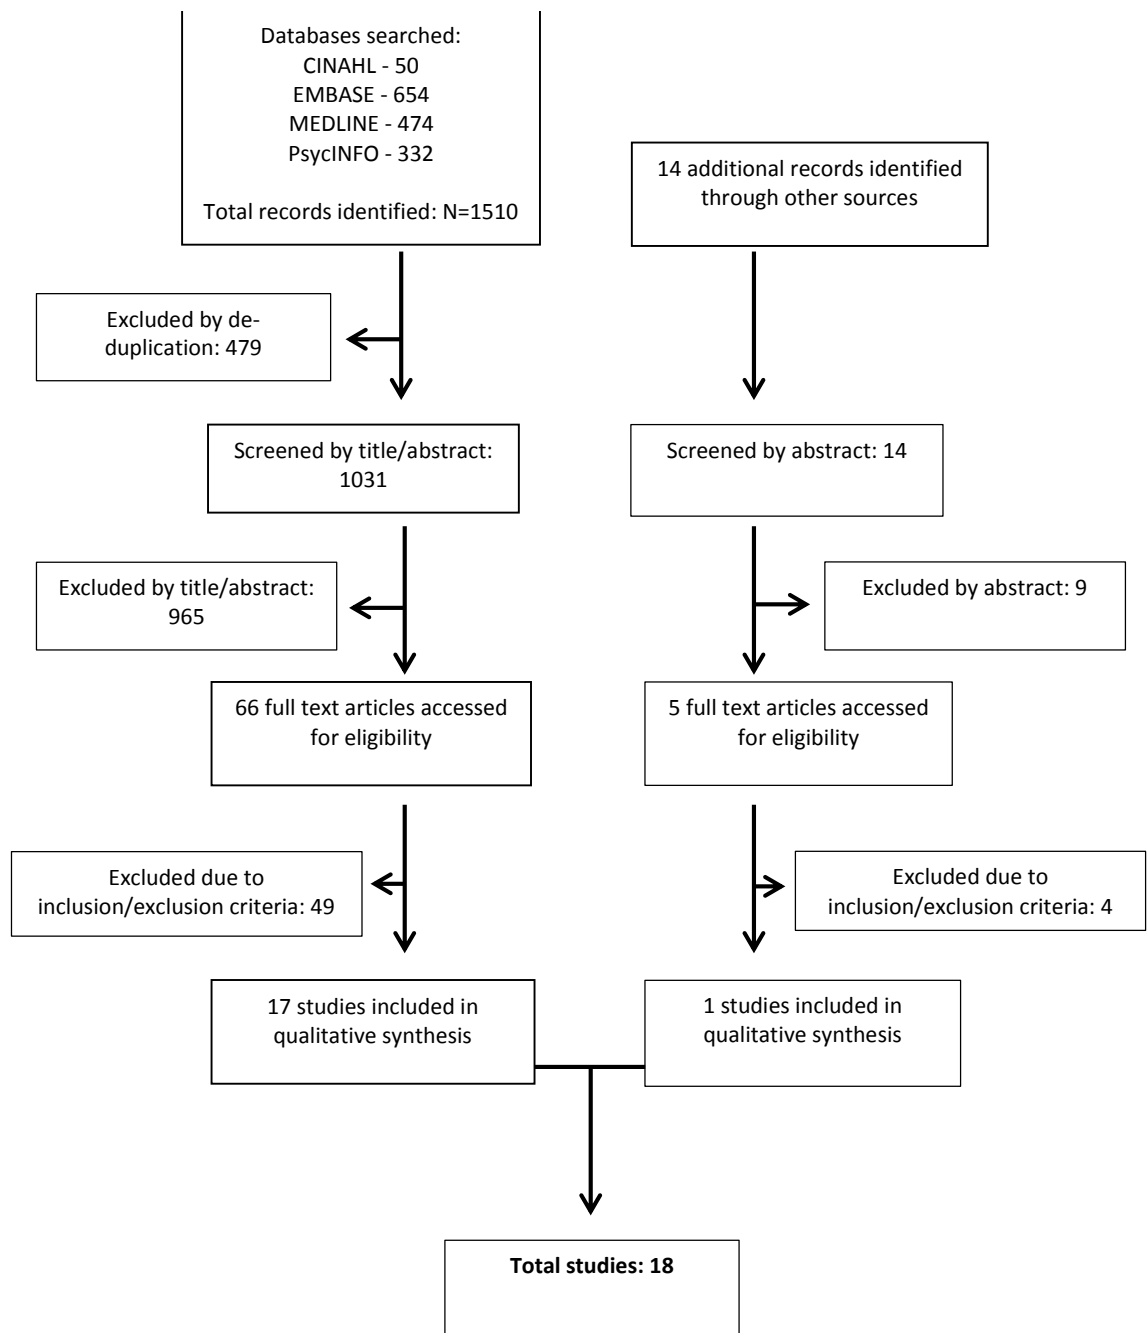 Databases searched:
CINAHL - 50
EMBASE - 654
MEDLINE - 474
PsycINFO - 332
Total records identified: N=1510
14 additional records identified
through other sources
Excluded by de-
duplication: 479
Screened by title/abstract:
1031
Screened by abstract: 14
Excluded by title/abstract:
965
Excluded by abstract: 9
66 full text articles accessed
for eligibility
5 full text articles accessed
for eligibility
Excluded due to
inclusion/exclusion criteria: 49
Excluded due to
inclusion/exclusion criteria: 4
17 studies included in
qualitative synthesis
1 studies included in
qualitative synthesis
Total studies: 18